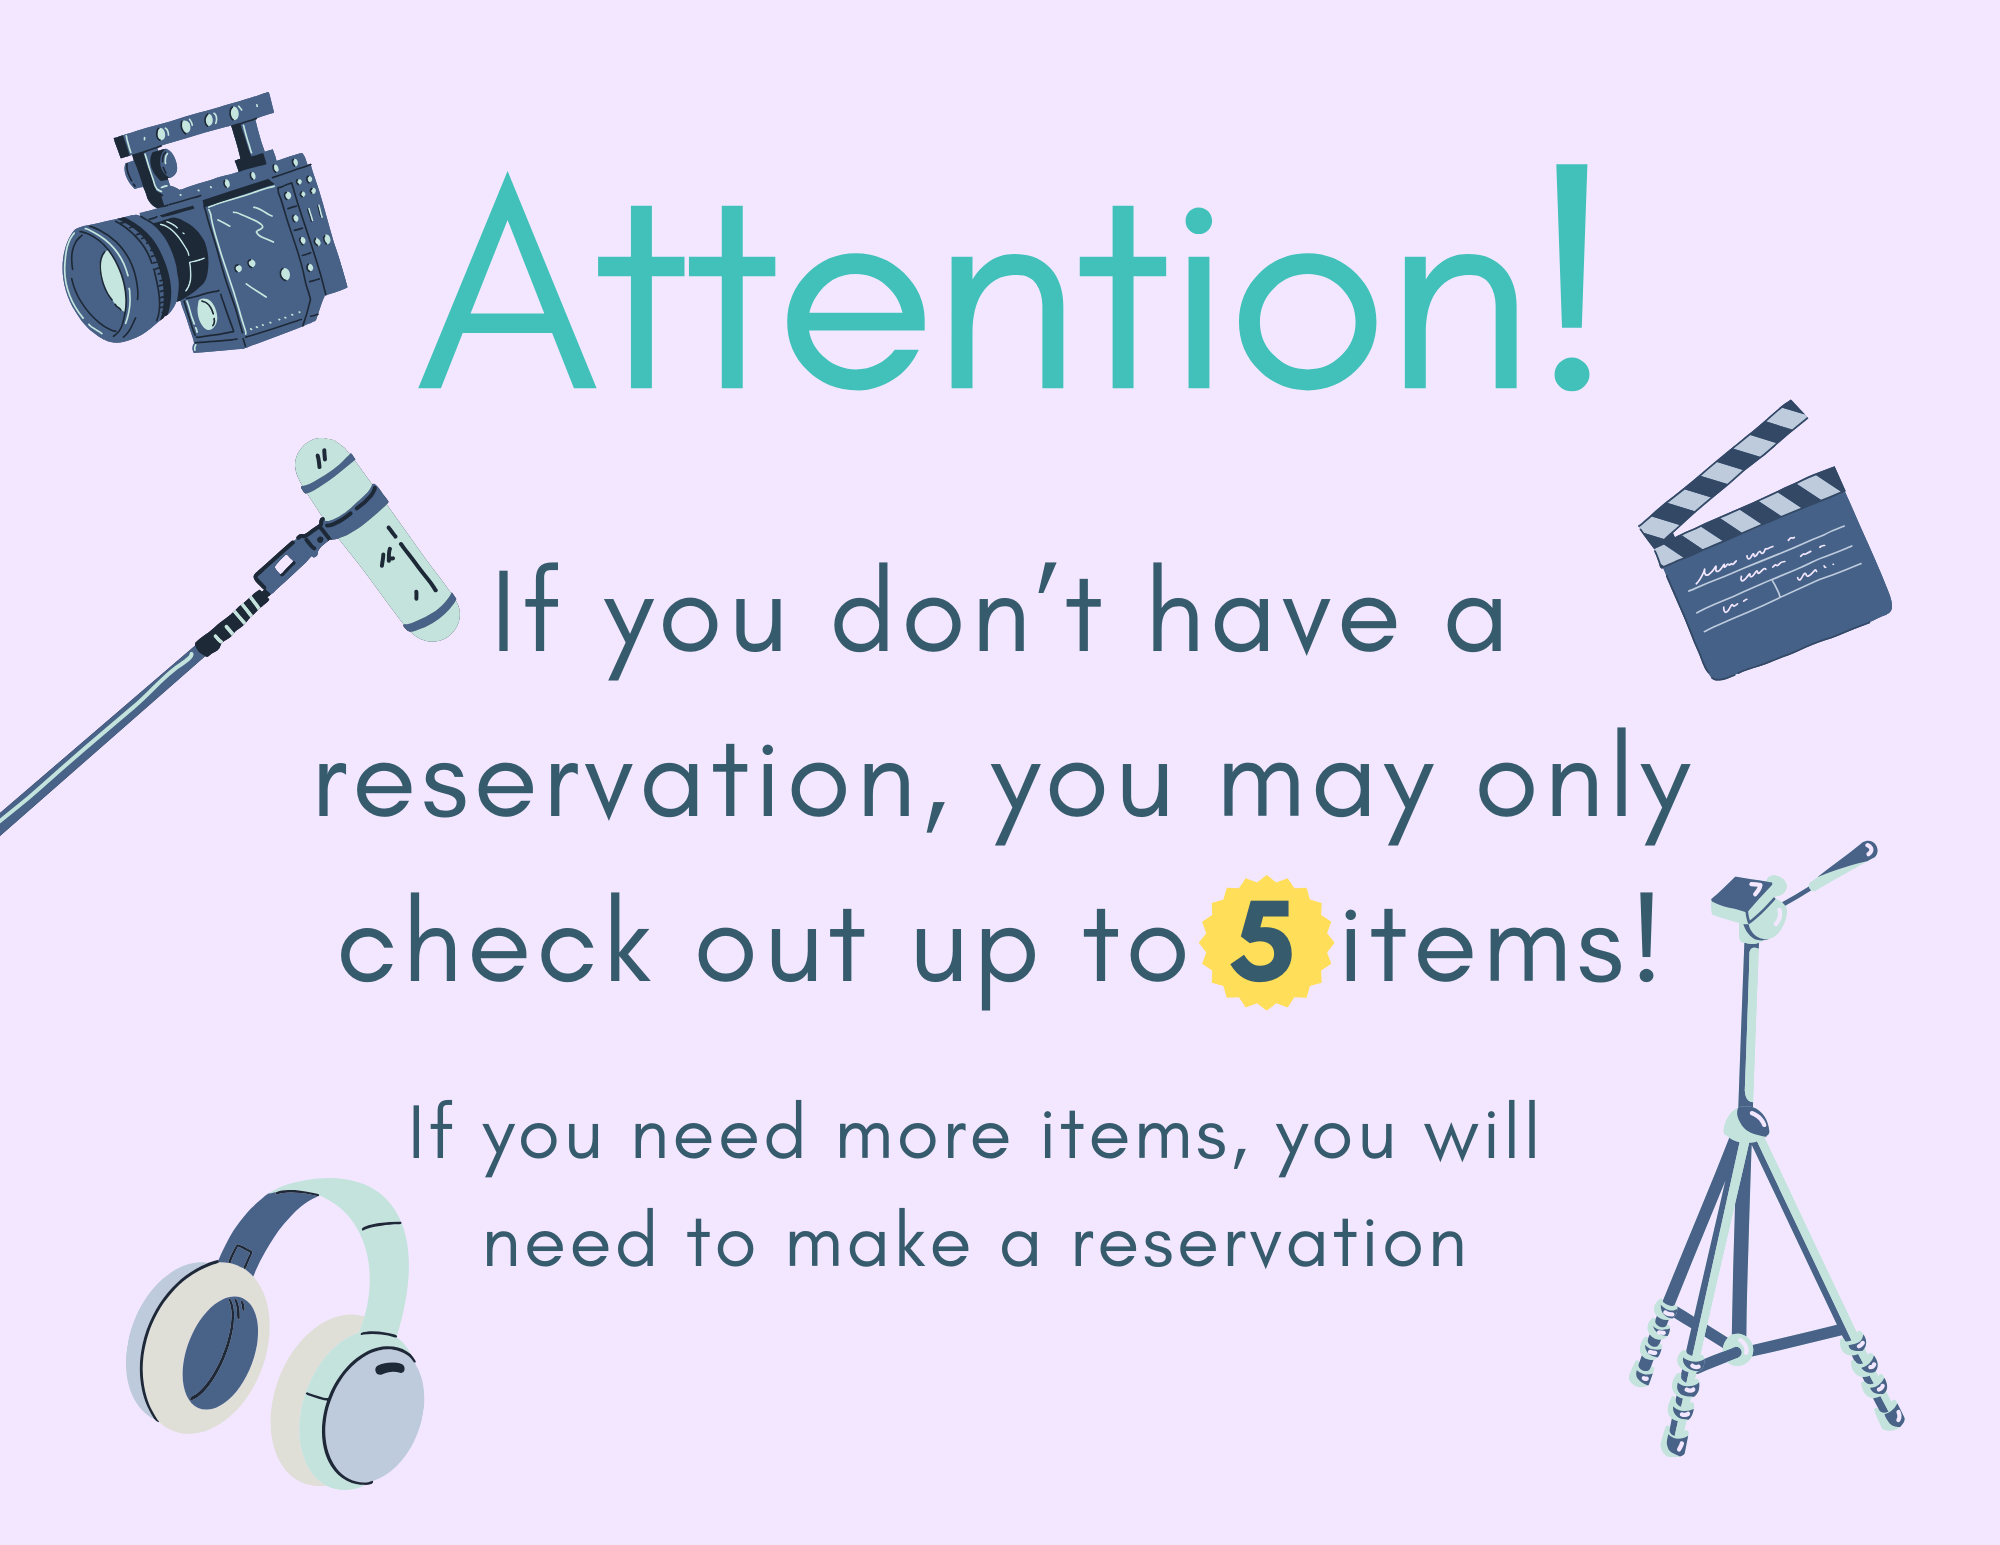 Attention!
If you don’t have a
reservation, you may only
check out up to 5 items!
If you need more items, you will
need to make a reservation